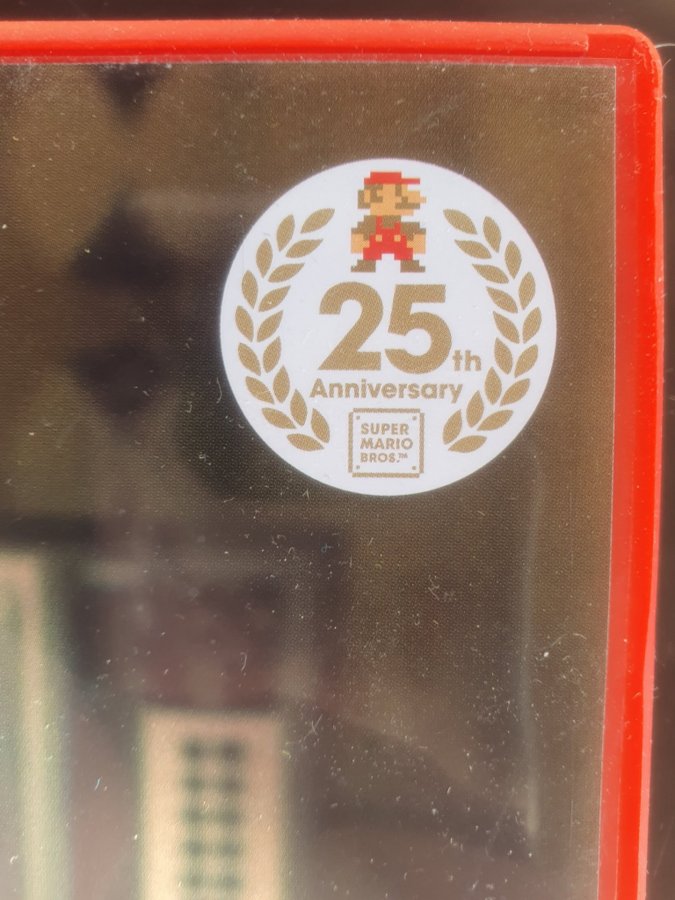 25th
Anniversary
SUPER
MARIO
BROS.™